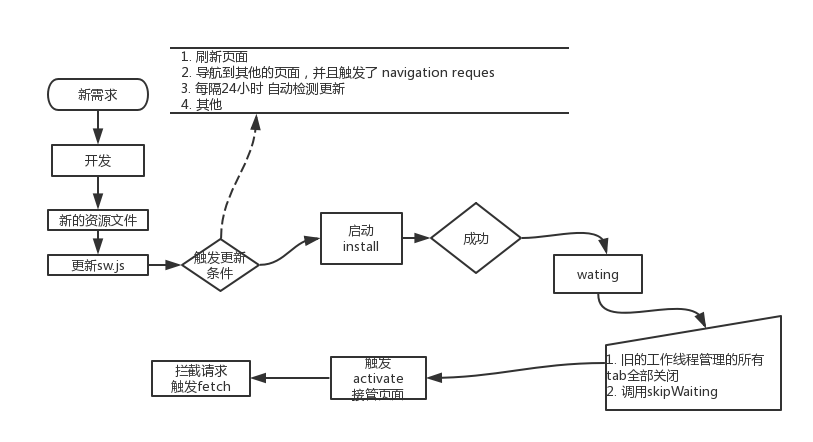 1. 刷新页面
2. 导航到其他的页面，并且触发了 navigation reques
3. 每隔24小时 自动检测更新
4. 其他
新需求
开发
新的资源文件
更新sw.js
触发更新
条件
启动
install
成功
wating
1. 旧的工作线程管理的所有
tab全部关闭
2. 调用skipWaiting
触发
activate
接管页面
拦截请求
触发fetch